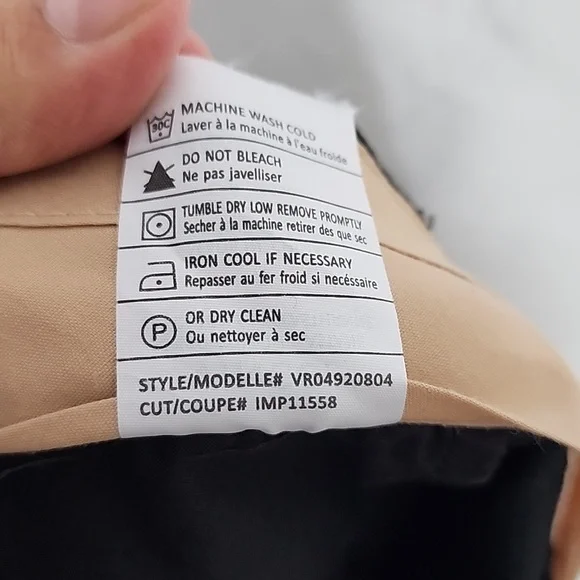 30C
MACHINE WASH COLD
Laver à la machine à l'eau froide
DO NOT BLEACH
Ne pas javelliser
TUMBLE DRY LOW REMOVE PROMPTLY
Secher à la machine retirer des que sec
IRON COOL IF NECESSARY
Repasser au fer froid si necéssaire
P
OR DRY CLEAN
Ou nettoyer à sec
STYLE/MODELLE# VR04920804
CUT/COUPE# IMP11558